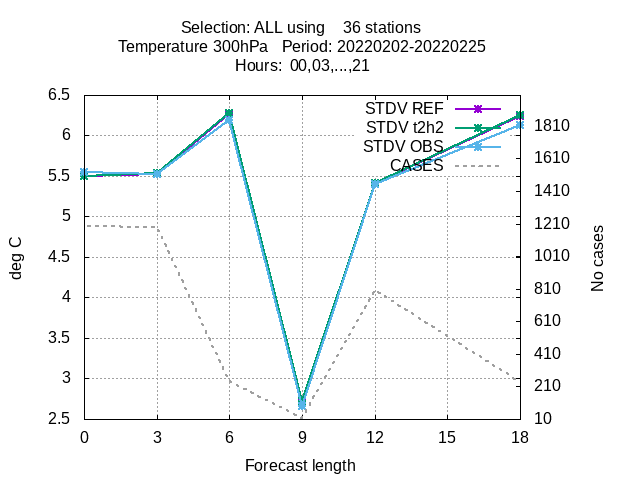 Selection: ALL using    36 stations
Temperature 300hPa   Period: 20220202-20220225
Hours: 00,03,...,21
STDV REF
STDV t2h2
STDV OBS
CASES
deg C
6.5
6
5.5
5
4.5
4
3.5
3
2.5
No cases
1810
1610
1410
1210
1010
810
610
410
210
10
0 3 6 9 12 15 18
Forecast length